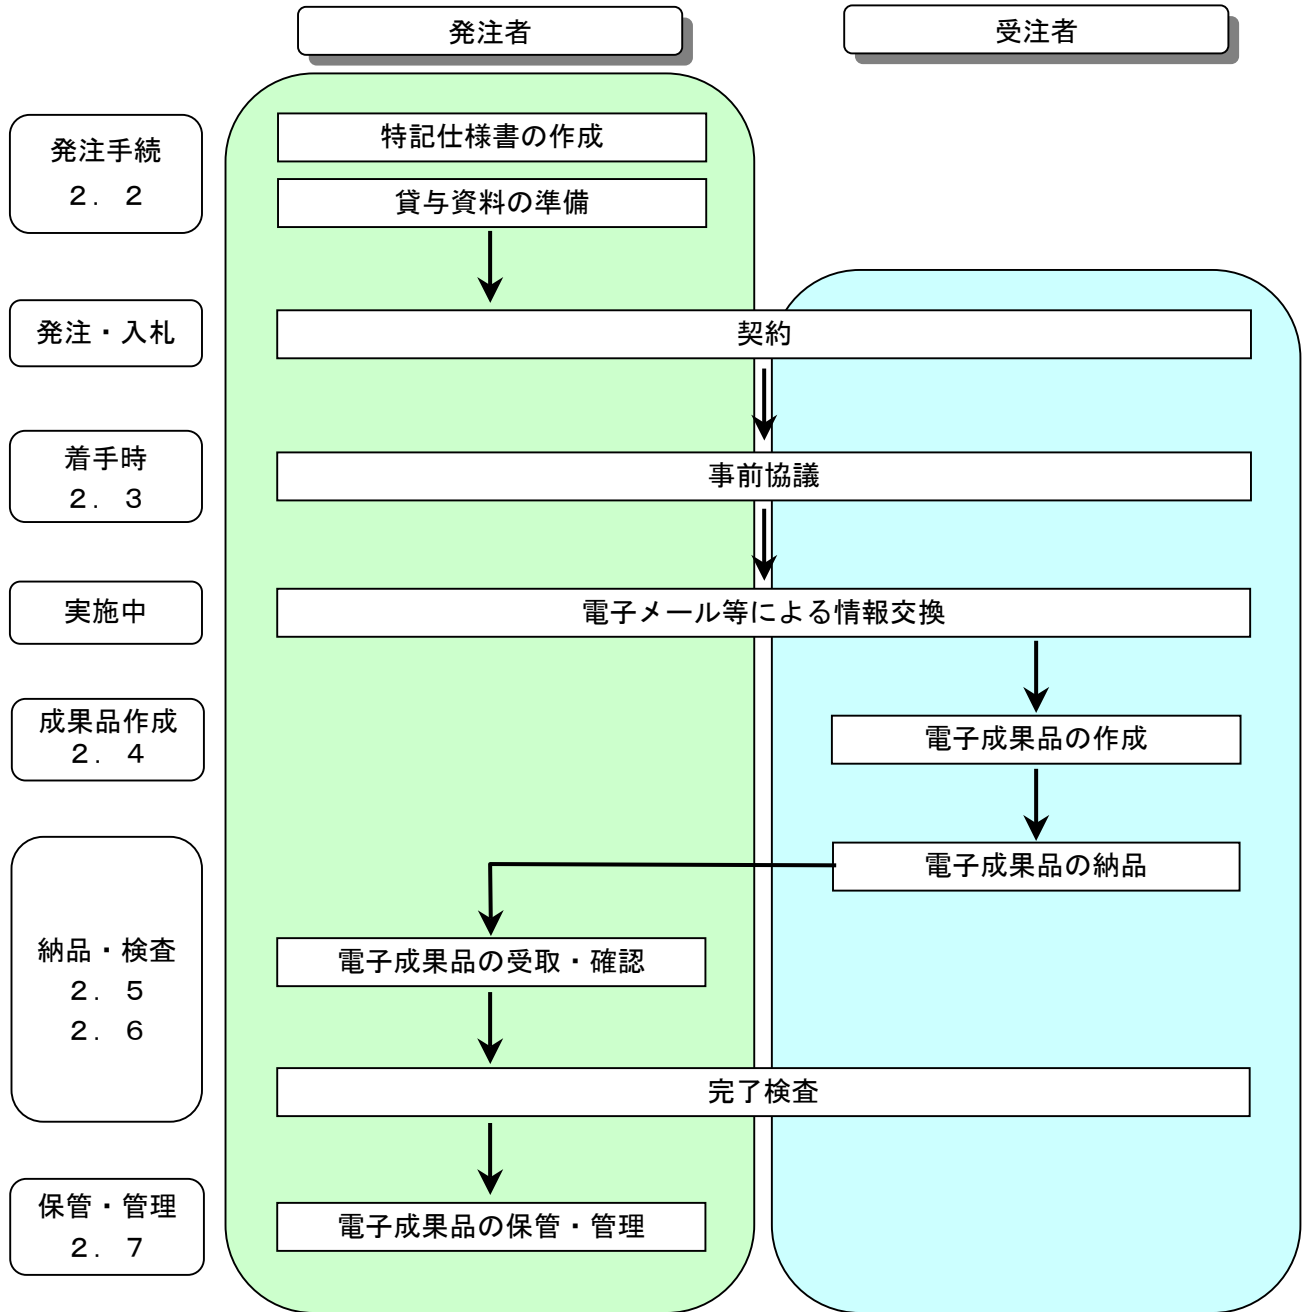 発注者
受注者
発注手続
２．２
特記仕様書の作成
貸与資料の準備
発注・入札
契約
着手時
２．３
事前協議
実施中
電子メール等による情報交換
成果品作成
２．４
電子成果品の作成
電子成果品の納品
納品・検査
２．５
２．６
電子成果品の受取・確認
完了検査
保管・管理
２．７
電子成果品の保管・管理